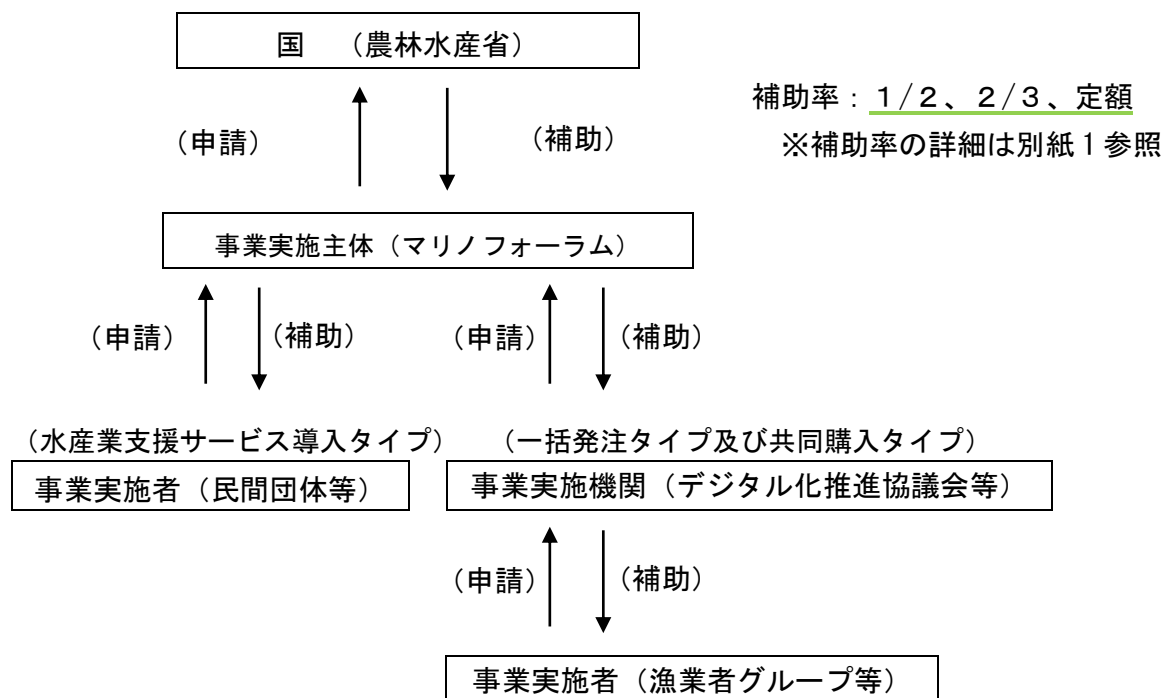 国 （農林水産省）
補助率：１/２、２/３、定額
（申請）
（補助）
※補助率の詳細は別紙１参照
事業実施主体（マリノフォーラム）
（申請）
（補助）
（申請）
（補助）
（水産業支援サービス導入タイプ）
（一括発注タイプ及び共同購入タイプ）
事業実施者（民間団体等）
事業実施機関（デジタル化推進協議会等）
（申請）
（補助）
事業実施者（漁業者グループ等）